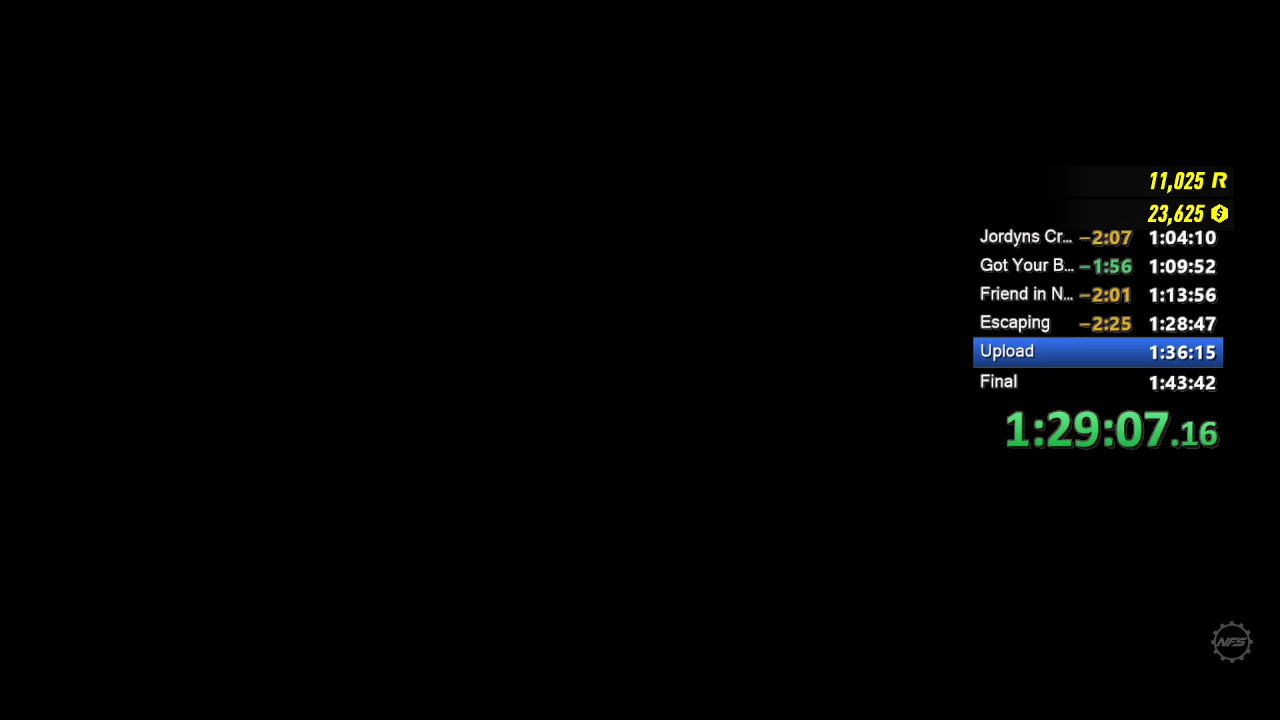 11,025 R
23,625
Jordyns Cr... −2:07 1:04:10
Got Your B... −1:56 1:09:52
Friend in N... −2:01 1:13:56
Escaping −2:25 1:28:47
Upload 1:36:15
Final 1:43:42
1:29:07.16
NFS